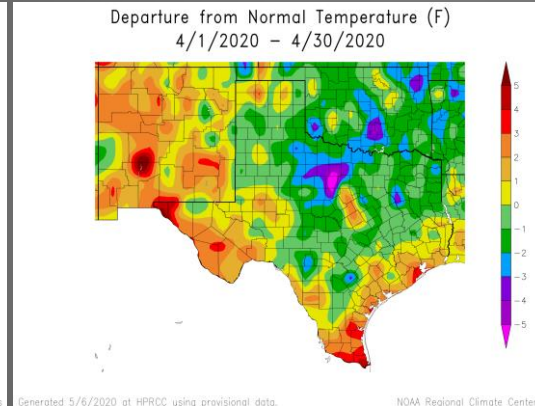 Departure from Normal Temperature (F)
4/1/2020 – 4/30/2020
5
4
3
2
1
0
-1
-2
-3
-4
-5
Generated 5/6/2020 at HPRCC using provisional data.
NOAA Regional Climate Center